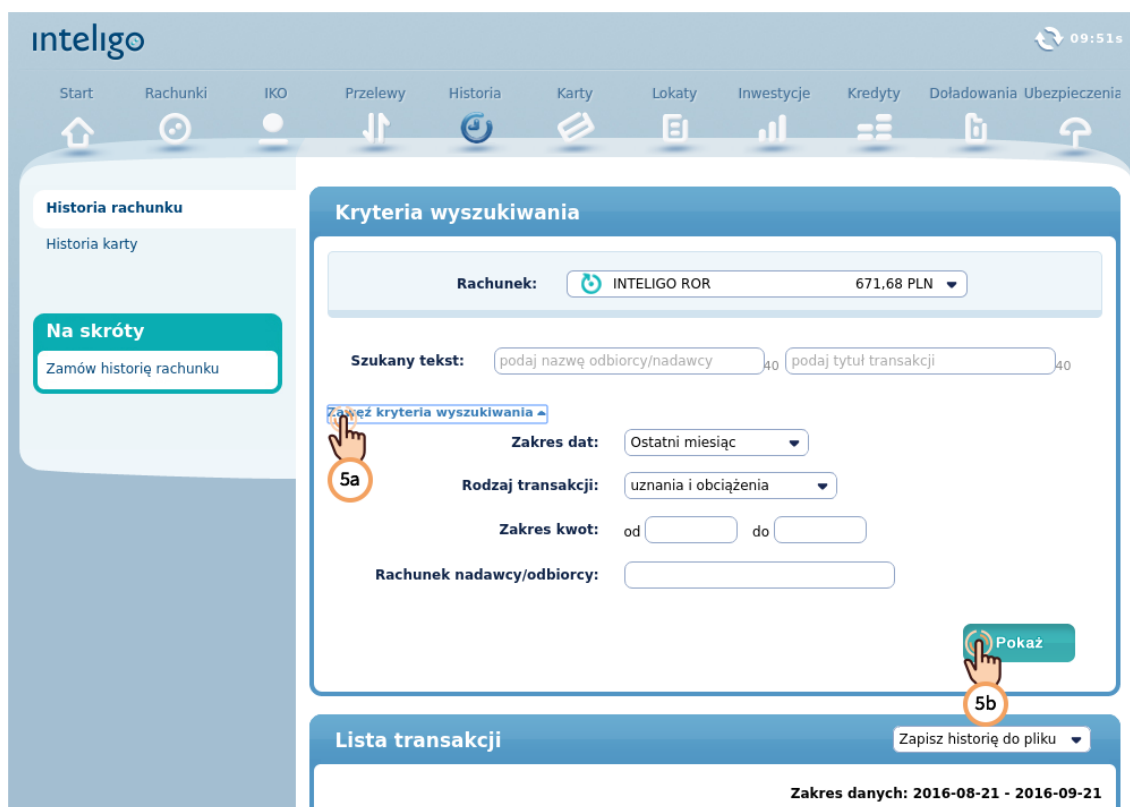 inteligo
09:51s
Start Rachunki IKO Przelewy Historia Karty Lokaty Inwestycje Kredyty Doładowania Ubezpieczenia
Historia rachunku
Historia karty
Na skróty
Zamów historię rachunku
Kryteria wyszukiwania
Rachunek: INTELIGO ROR 671,68 PLN
Szukany tekst: podaj nazwę odbiorcy/nadawcy 40 podaj tytuł transakcji 40
Zawęź kryteria wyszukiwania
5a
Zakres dat: Ostatni miesiąc
Rodzaj transakcji: uznania i obciążenia
Zakres kwot: od do
Rachunek nadawcy/odbiorcy:
Pokaż
5b
Lista transakcji Zapisz historię do pliku
Zakres danych: 2016-08-21 - 2016-09-21